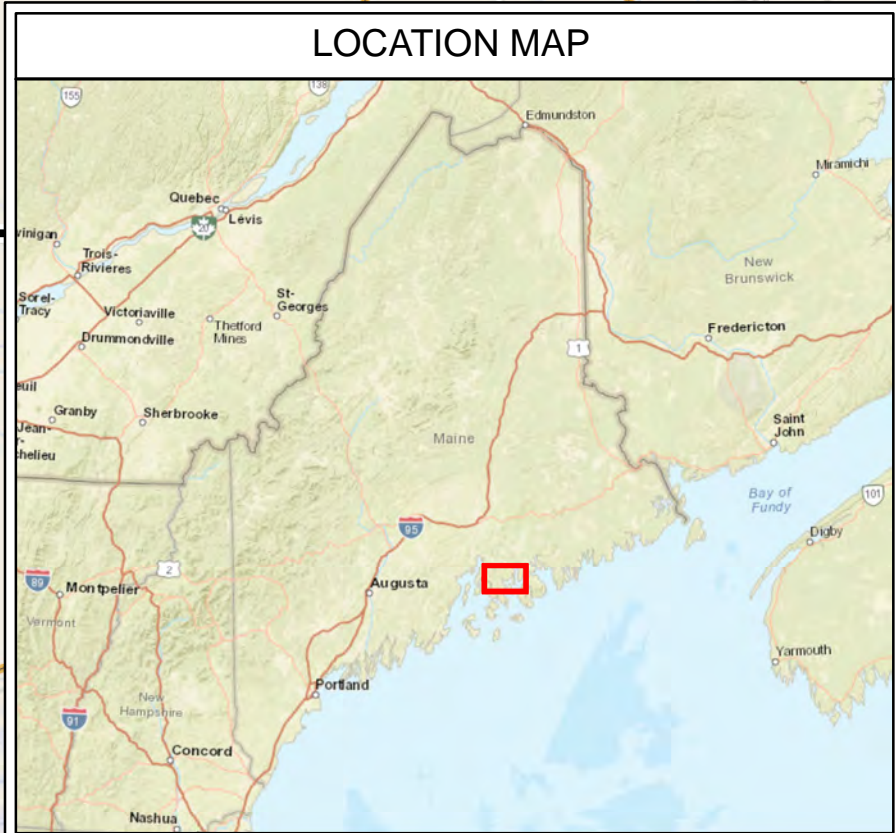 LOCATION MAP
138
155
Edmundston
Miramichi
Quebec
Lévis
20
vinigan
Trois-
Rivieres
New
Brunswick
Sorel-
Tracy
Victoriaville
St-
Georges
Thetford
Mines
Fredericton
Drummondville
1
euil
Granby
Sherbrooke
Jean-
r-
chelieu
Maine
Saint
John
Bay of
Fundy
101
95
Digby
2
89
Montpelier
Augusta
Vermont
Yarmouth
Portland
New
Hampshire
91
Concord
Nashua